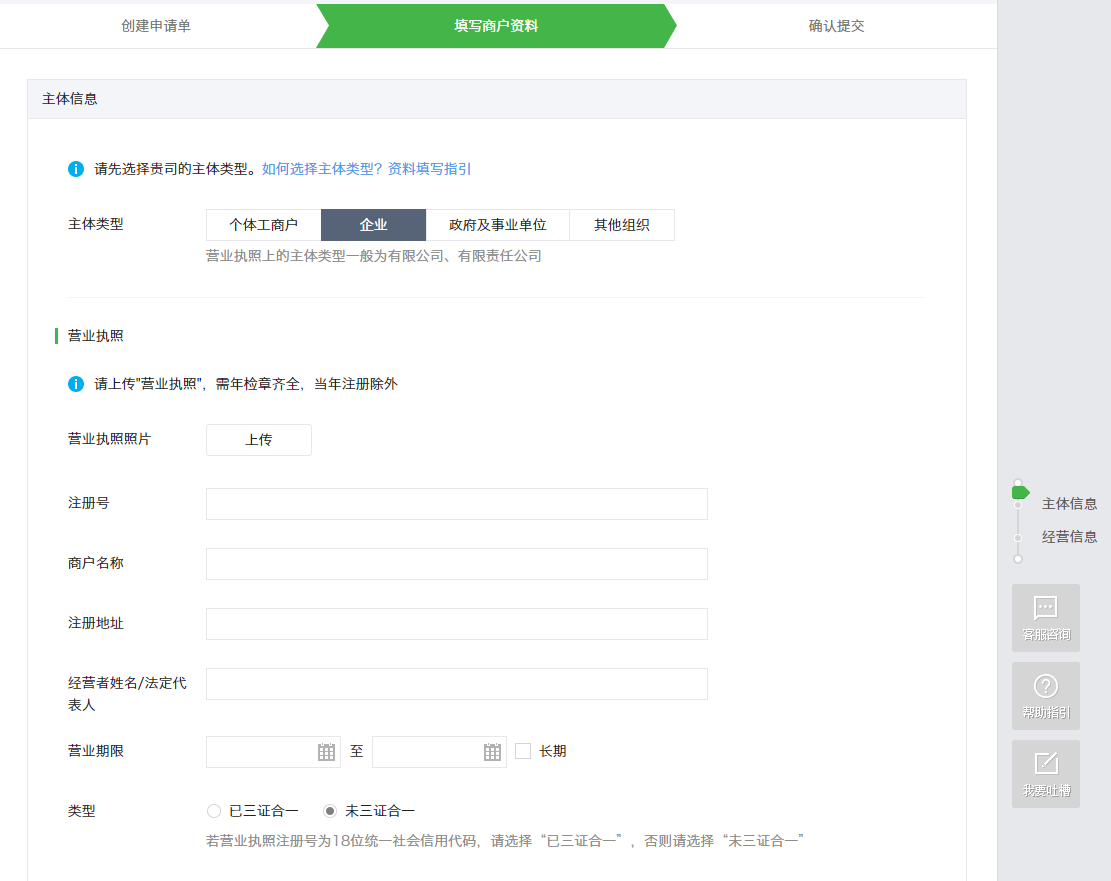 创建申请单
填写商户资料
确认提交
主体信息
请先选择贵司的主体类型。如何选择主体类型？资料填写指引
主体类型
个体工商户 企业 政府及事业单位 其他组织
营业执照上的主体类型一般为有限公司、有限责任公司
营业执照
请上传"营业执照"，需年检章齐全，当年注册除外
营业执照照片 上传
注册号
商户名称
注册地址
经营者姓名/法定代
表人
营业期限 至 长期
类型 已三证合一 未三证合一
若营业执照注册号为18位统一社会信用代码，请选择“已三证合一”，否则请选择“未三证合一”
主体信息
经营信息
客服咨询
帮助指引
我要吐槽